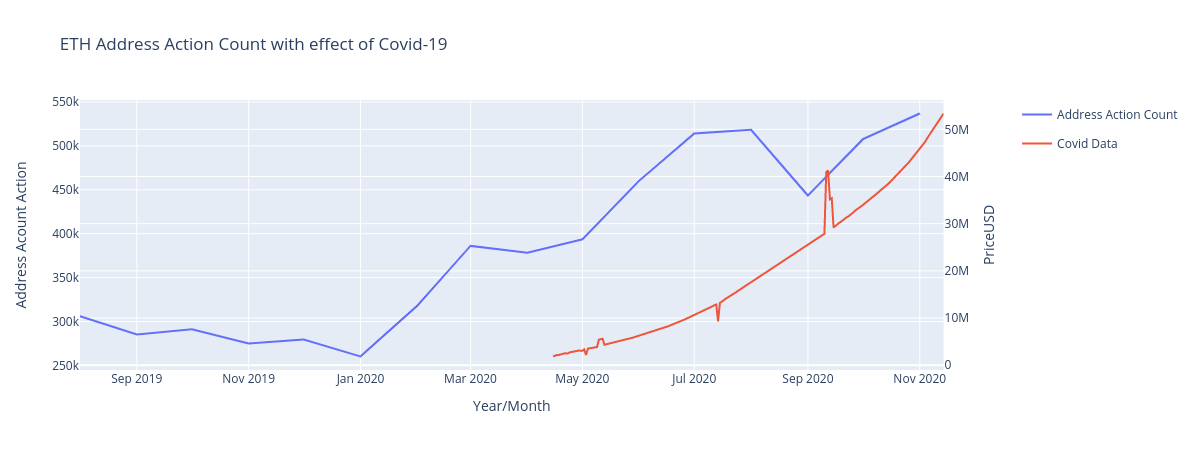 ETH Address Action Count with effect of Covid-19
Address Action Count
Covid Data
550k
500k
450k
400k
350k
300k
250k
Address Acount Action
50M
40M
30M
20M
10M
0
PriceUSD
Sep 2019
Nov 2019
Jan 2020
Mar 2020
May 2020
Jul 2020
Sep 2020
Nov 2020
Year/Month